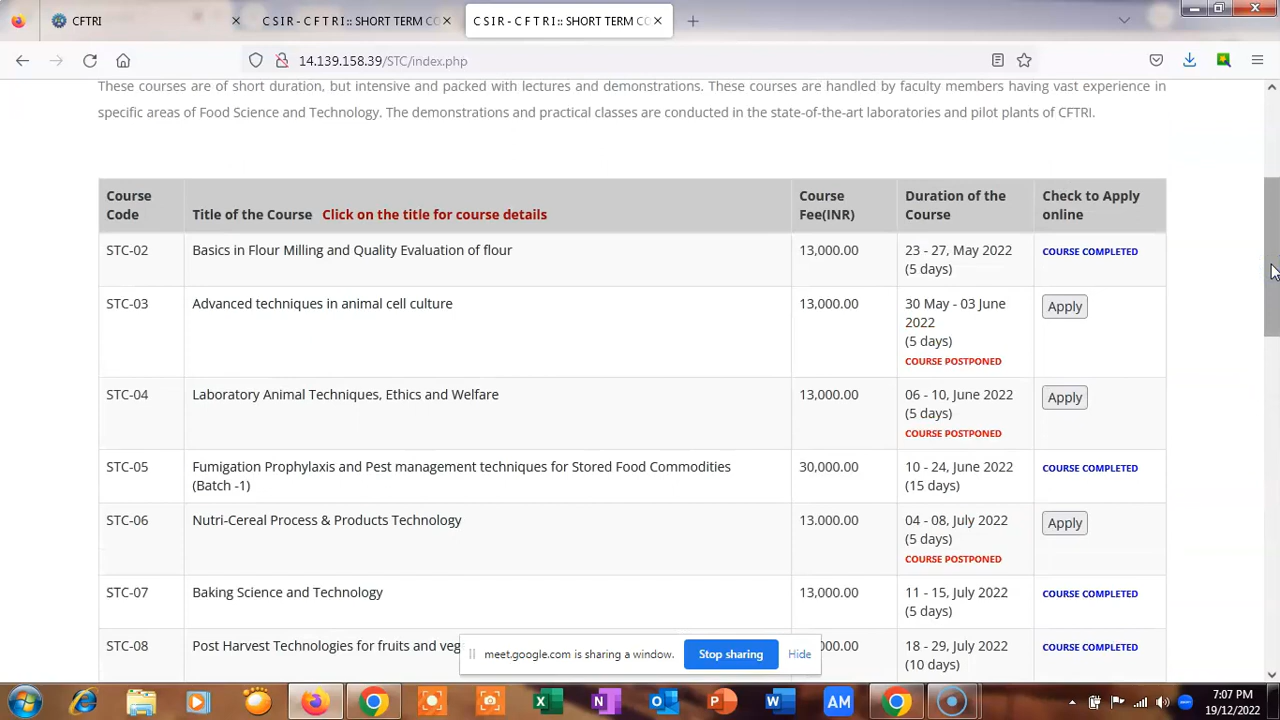 CFTRI
C S I R - C F T R I :: SHORT TERM CO
C S I R - C F T R I :: SHORT TERM CO
14.139.158.39/STC/index.php
These courses are of short duration, but intensive and packed with lectures and demonstrations. These courses are handled by faculty members having vast experience in
specific areas of Food Science and Technology. The demonstrations and practical classes are conducted in the state-of-the-art laboratories and pilot plants of CFTRI.
Course Code
Title of the Course Click on the title for course details
Course Fee(INR)
Duration of the Course
Check to Apply online
STC-02
Basics in Flour Milling and Quality Evaluation of flour
13,000.00
23 - 27, May 2022
(5 days)
COURSE COMPLETED
STC-03
Advanced techniques in animal cell culture
13,000.00
30 May - 03 June
2022
(5 days)
COURSE POSTPONED
Apply
STC-04
Laboratory Animal Techniques, Ethics and Welfare
13,000.00
06 - 10, June 2022
(5 days)
COURSE POSTPONED
Apply
STC-05
Fumigation Prophylaxis and Pest management techniques for Stored Food Commodities
(Batch -1)
30,000.00
10 - 24, June 2022
(15 days)
COURSE COMPLETED
STC-06
Nutri-Cereal Process & Products Technology
13.000.00
04 - 08, July 2022
(5 days)
COURSE POSTPONED
Apply
STC-07
Baking Science and Technology
13,000.00
11 - 15, July 2022
(5 days)
COURSE COMPLETED
STC-08
Post Harvest Technologies for fruits and veg
,000.00
18 - 29, July 2022
(10 days)
COURSE COMPLETED
meet.google.com is sharing a window.
Stop sharing
Hide
AM
7:07 PM
19/12/2022